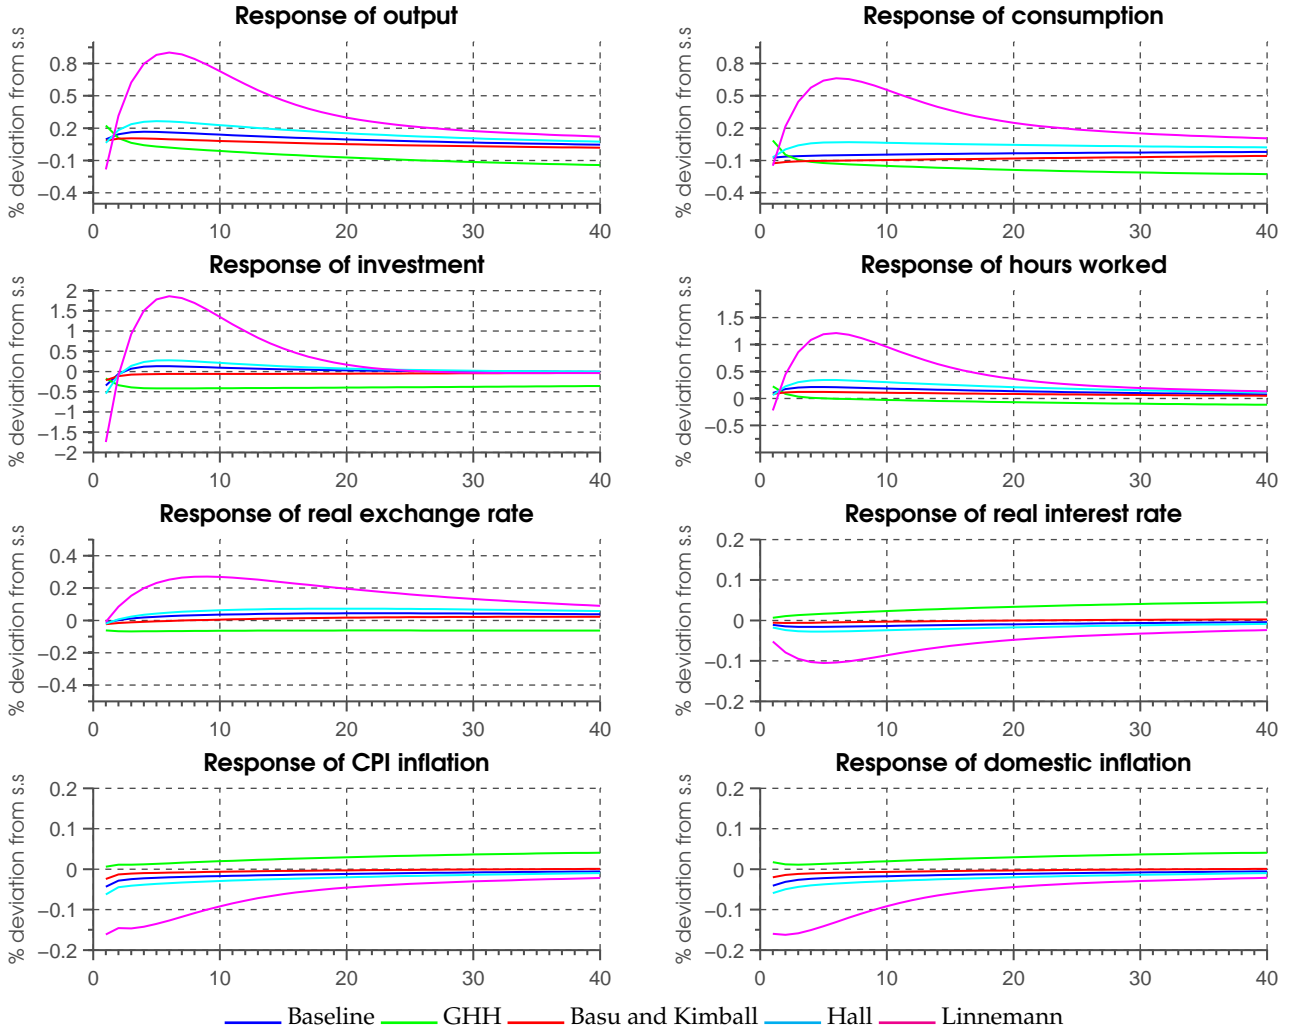 Response of output
% deviation from s.s
0.8
0.5
0.2
−0.1
−0.4
0 10 20 30 40
Response of consumption
% deviation from s.s
0.8
0.5
0.2
−0.1
−0.4
0 10 20 30 40
Response of investment
% deviation from s.s
2
1.5
1
0.5
0
−0.5
−1
−1.5
−2
0 10 20 30 40
Response of hours worked
% deviation from s.s
1.5
1
0.5
0
−0.5
0 10 20 30 40
Response of real exchange rate
% deviation from s.s
0.4
0.2
0
−0.2
−0.4
0 10 20 30 40
Response of real interest rate
% deviation from s.s
0.2
0.1
0
−0.1
−0.2
0 10 20 30 40
Response of CPI inflation
% deviation from s.s
0.2
0.1
0
−0.1
−0.2
0 10 20 30 40
Response of domestic inflation
% deviation from s.s
0.2
0.1
0
−0.1
−0.2
0 10 20 30 40
Baseline GHH Basu and Kimball Hall Linnemann